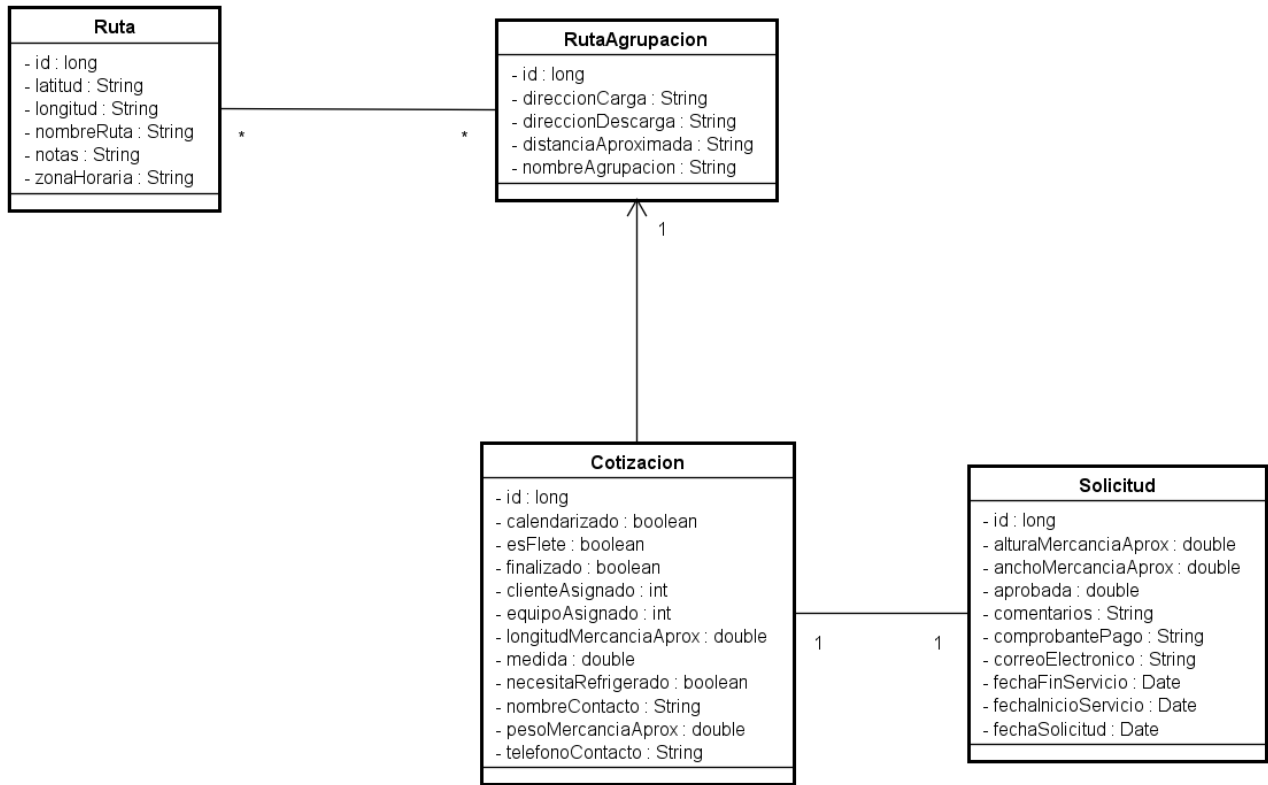 Ruta
- id : long
- latitud : String
- longitud : String
- nombreRuta : String
- notas : String
- zonaHoraria : String
*
*
RutaAgrupacion
- id : long
- direccionCarga : String
- direccionDescarga : String
- distanciaAproximada : String
- nombreAgrupacion : String
1
Cotizacion
- id : long
- calendarizado : boolean
- esFlete : boolean
- finalizado : boolean
- clienteAsignado : int
- equipoAsignado : int
- longitudMercanciaAprox : double
- medida : double
- necesitaRefrigerado : boolean
- nombreContacto : String
- pesoMercanciaAprox : double
- telefonoContacto : String
1
1
Solicitud
- id : long
- alturaMercanciaAprox : double
- anchoMercanciaAprox : double
- aprobada : double
- comentarios : String
- comprobantePago : String
- correoElectronico : String
- fechaFinServicio : Date
- fechaInicioServicio : Date
- fechaSolicitud : Date